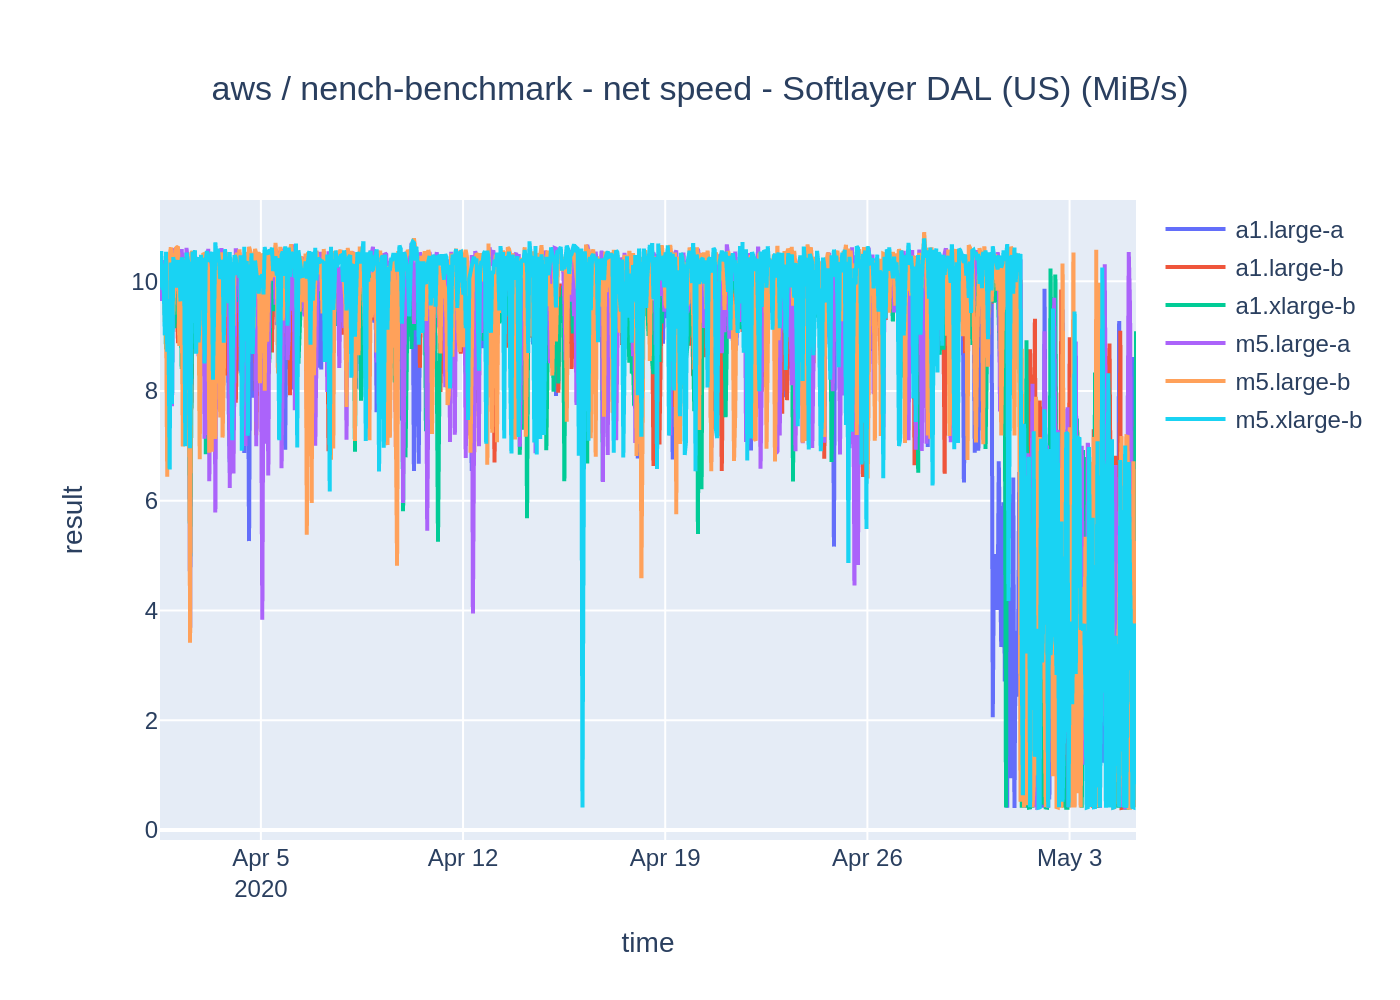 aws / nench-benchmark - net speed - Softlayer DAL (US) (MiB/s)
a1.large-a
a1.large-b
a1.xlarge-b
m5.large-a
m5.large-b
m5.xlarge-b
10
8
6
4
2
0
result
Apr 5
2020
Apr 12
Apr 19
Apr 26
May 3
time